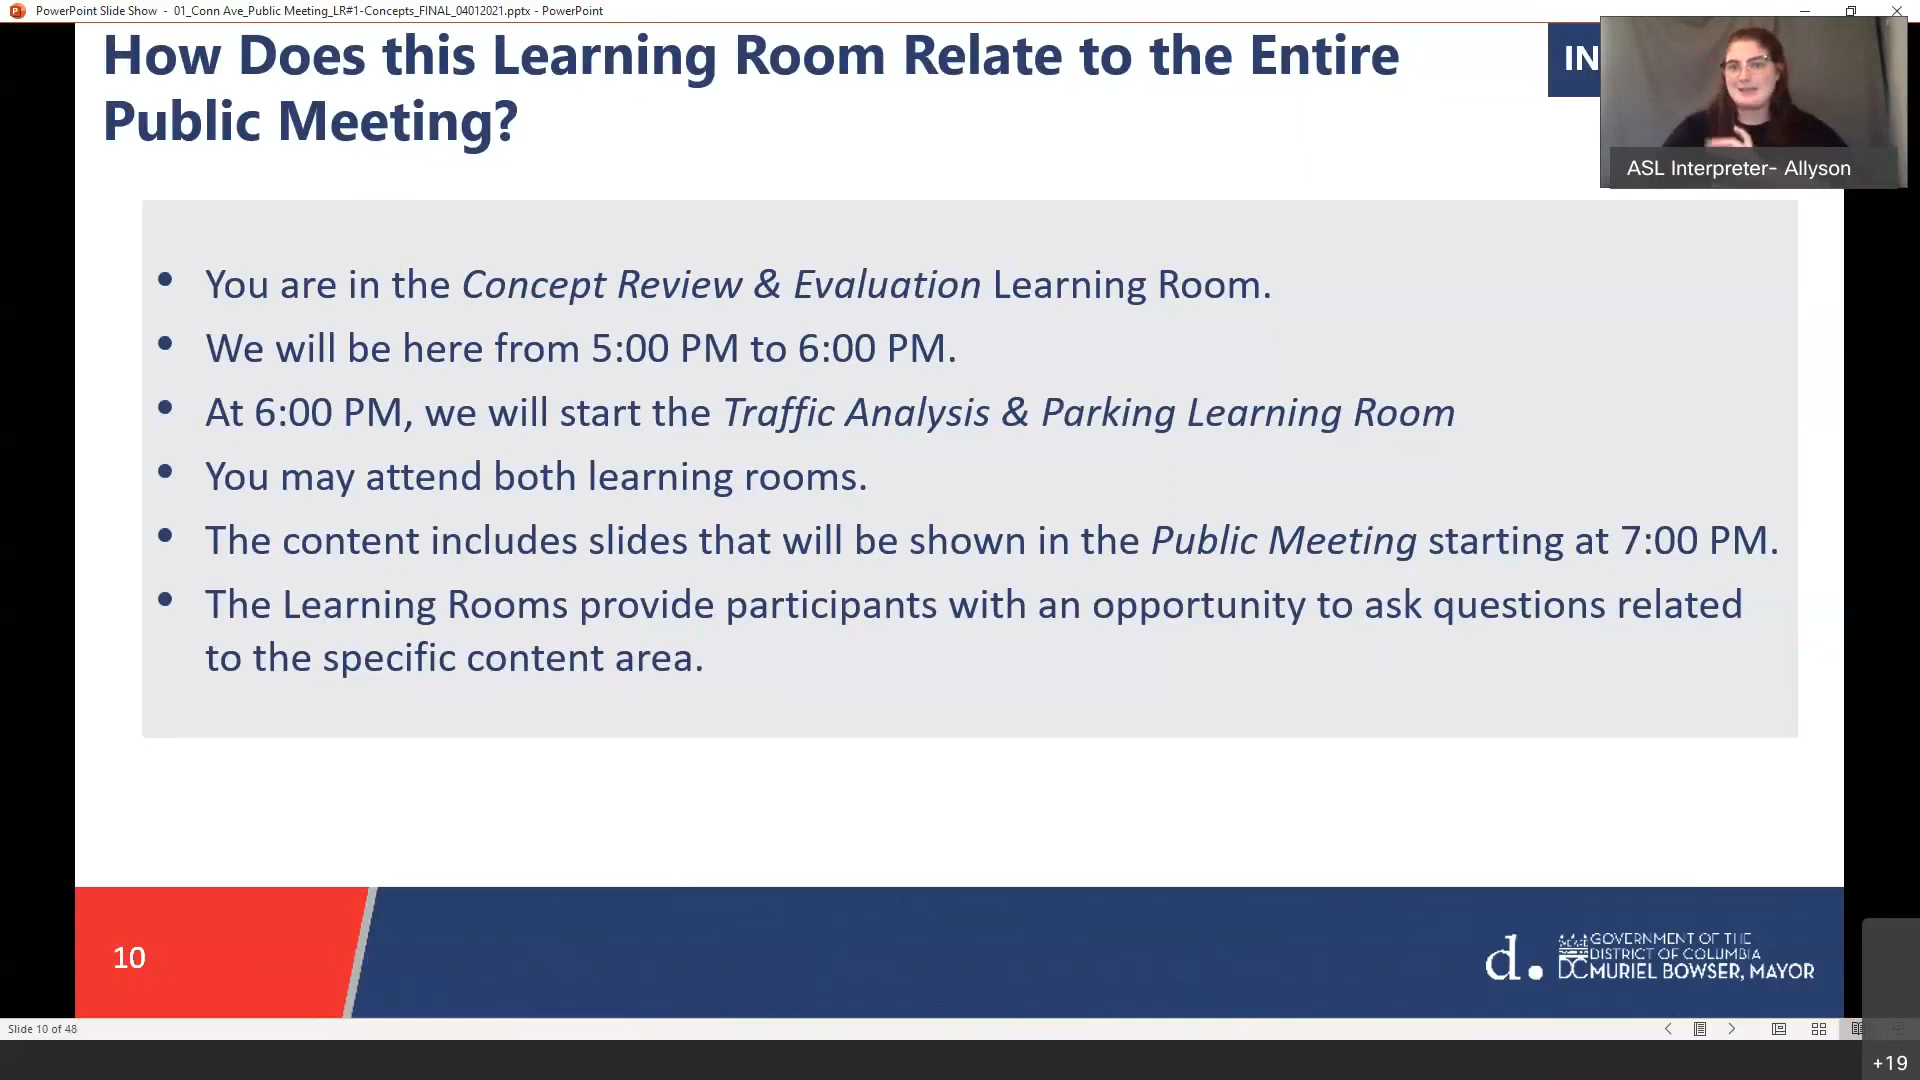 PowerPoint Slide Show - 01_Conn Ave_Public Meeting_LR#1-Concepts_FINAL_04012021.pptx - PowerPoint
How Does this Learning Room Relate to the Entire
Public Meeting?
IN
ASL Interpreter- Allyson
• You are in the Concept Review & Evaluation Learning Room.
• We will be here from 5:00 PM to 6:00 PM.
• At 6:00 PM, we will start the Traffic Analysis & Parking Learning Room
• You may attend both learning rooms.
• The content includes slides that will be shown in the Public Meeting starting at 7:00 PM.
• The Learning Rooms provide participants with an opportunity to ask questions related
to the specific content area.
10
d.
GOVERNMENT OF THE
DISTRICT OF COLUMBIA
DC MURIEL BOWSER, MAYOR
Slide 10 of 48
+19